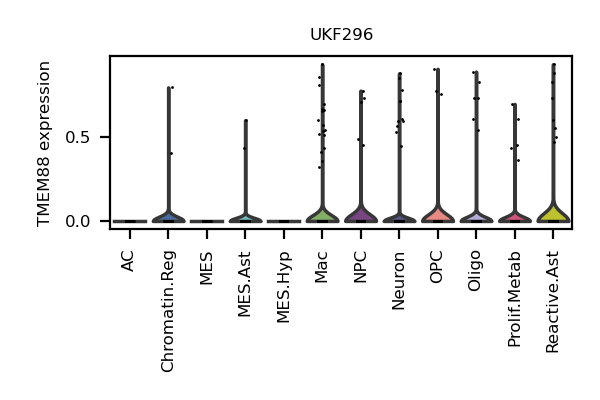 UKF296
TMEM88 expression
0.5
0.0
AC
Chromatin.Reg
MES
MES.Ast
MES.Hyp
Mac
NPC
Neuron
OPC
Oligo
Prolif.Metab
Reactive.Ast